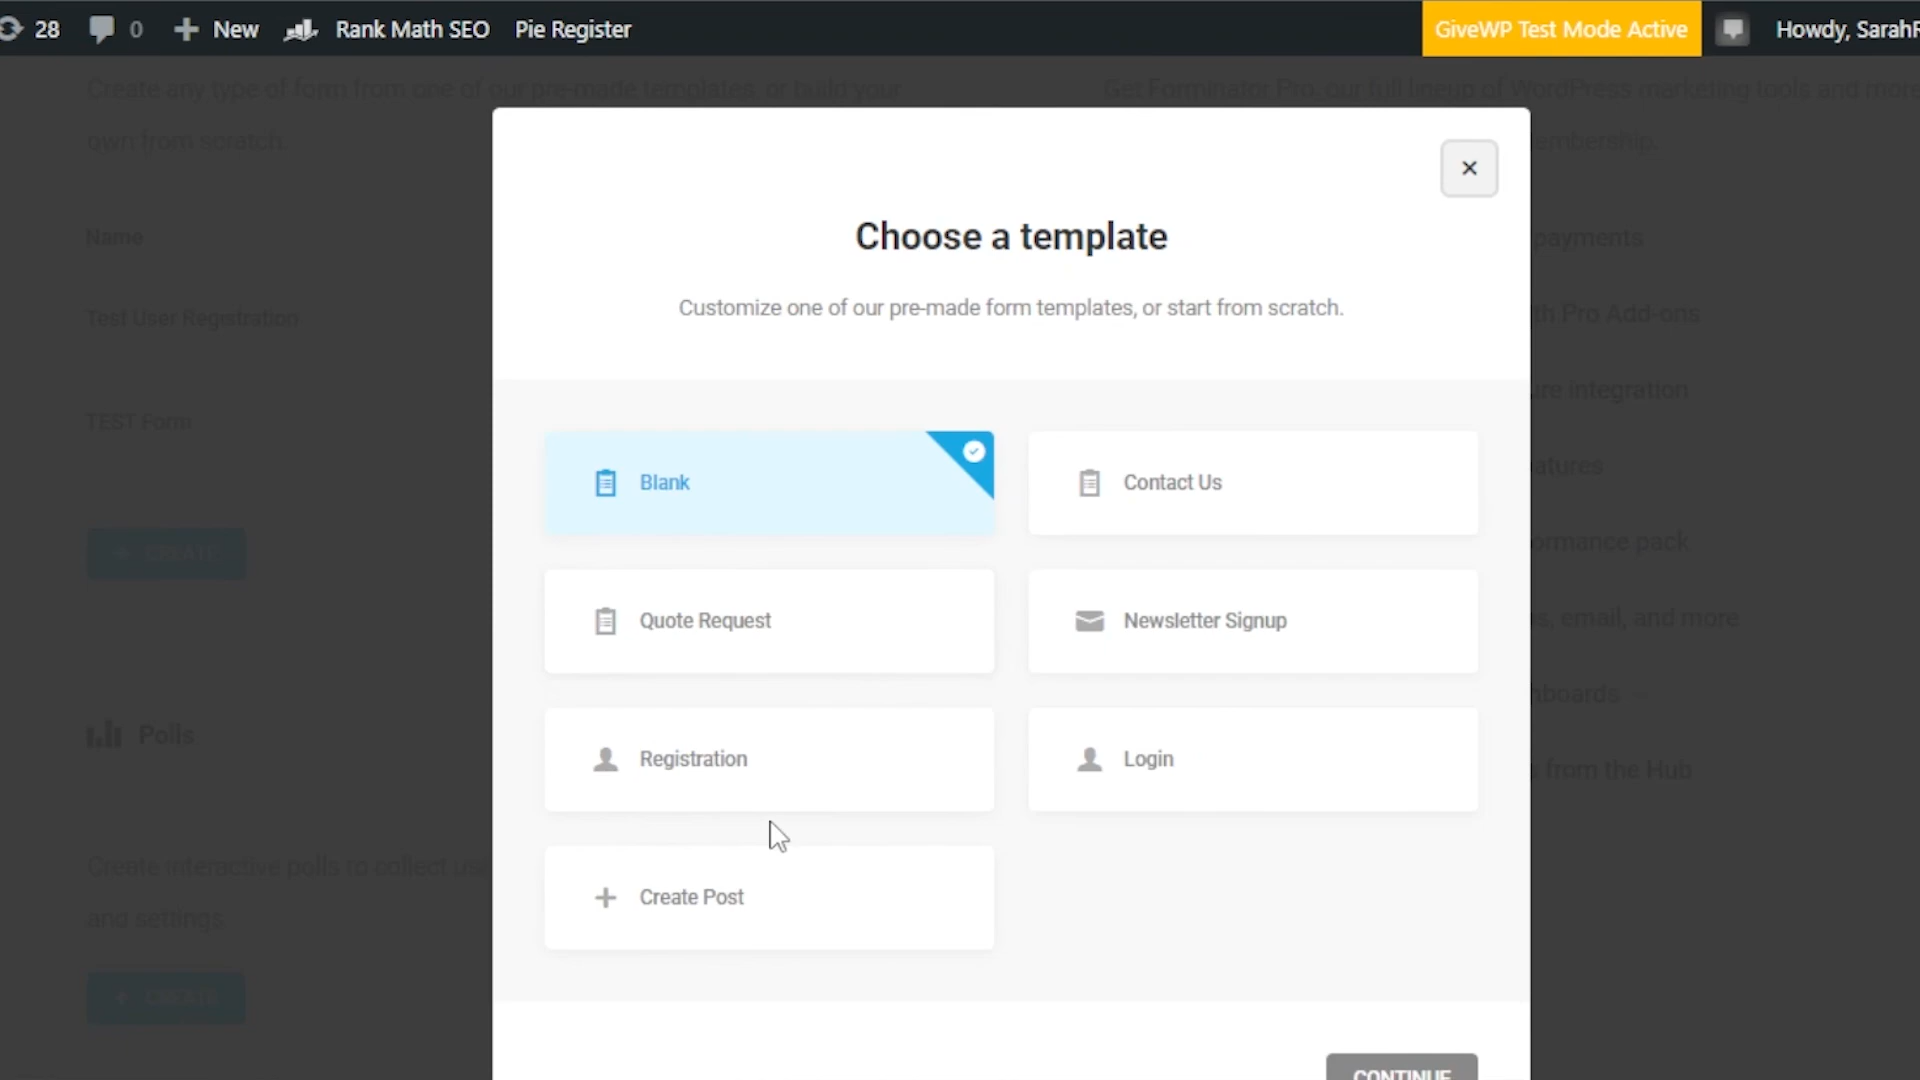 28 0 New Rank Math SEO Pie Register GiveWP Test Mode Active Howdy, SarahR
Create any type of form from one of our pre-made templates, or build your
own from scratch.
Get Forminator Pro, our full lineup of WordPress marketing tools and more
embership.
Name
payments
Test User Registration
th Pro Add-ons
TEST Form
ure integration
atures
+ CREATE
ormance pack
s, email, and more
hboards
Polls
from the Hub
Create interactive polls to collect us
and settings.
+ CREATE
Choose a template
Customize one of our pre-made form templates, or start from scratch.
Blank
Contact Us
Quote Request
Newsletter Signup
Registration
Login
Create Post
CONTINUE